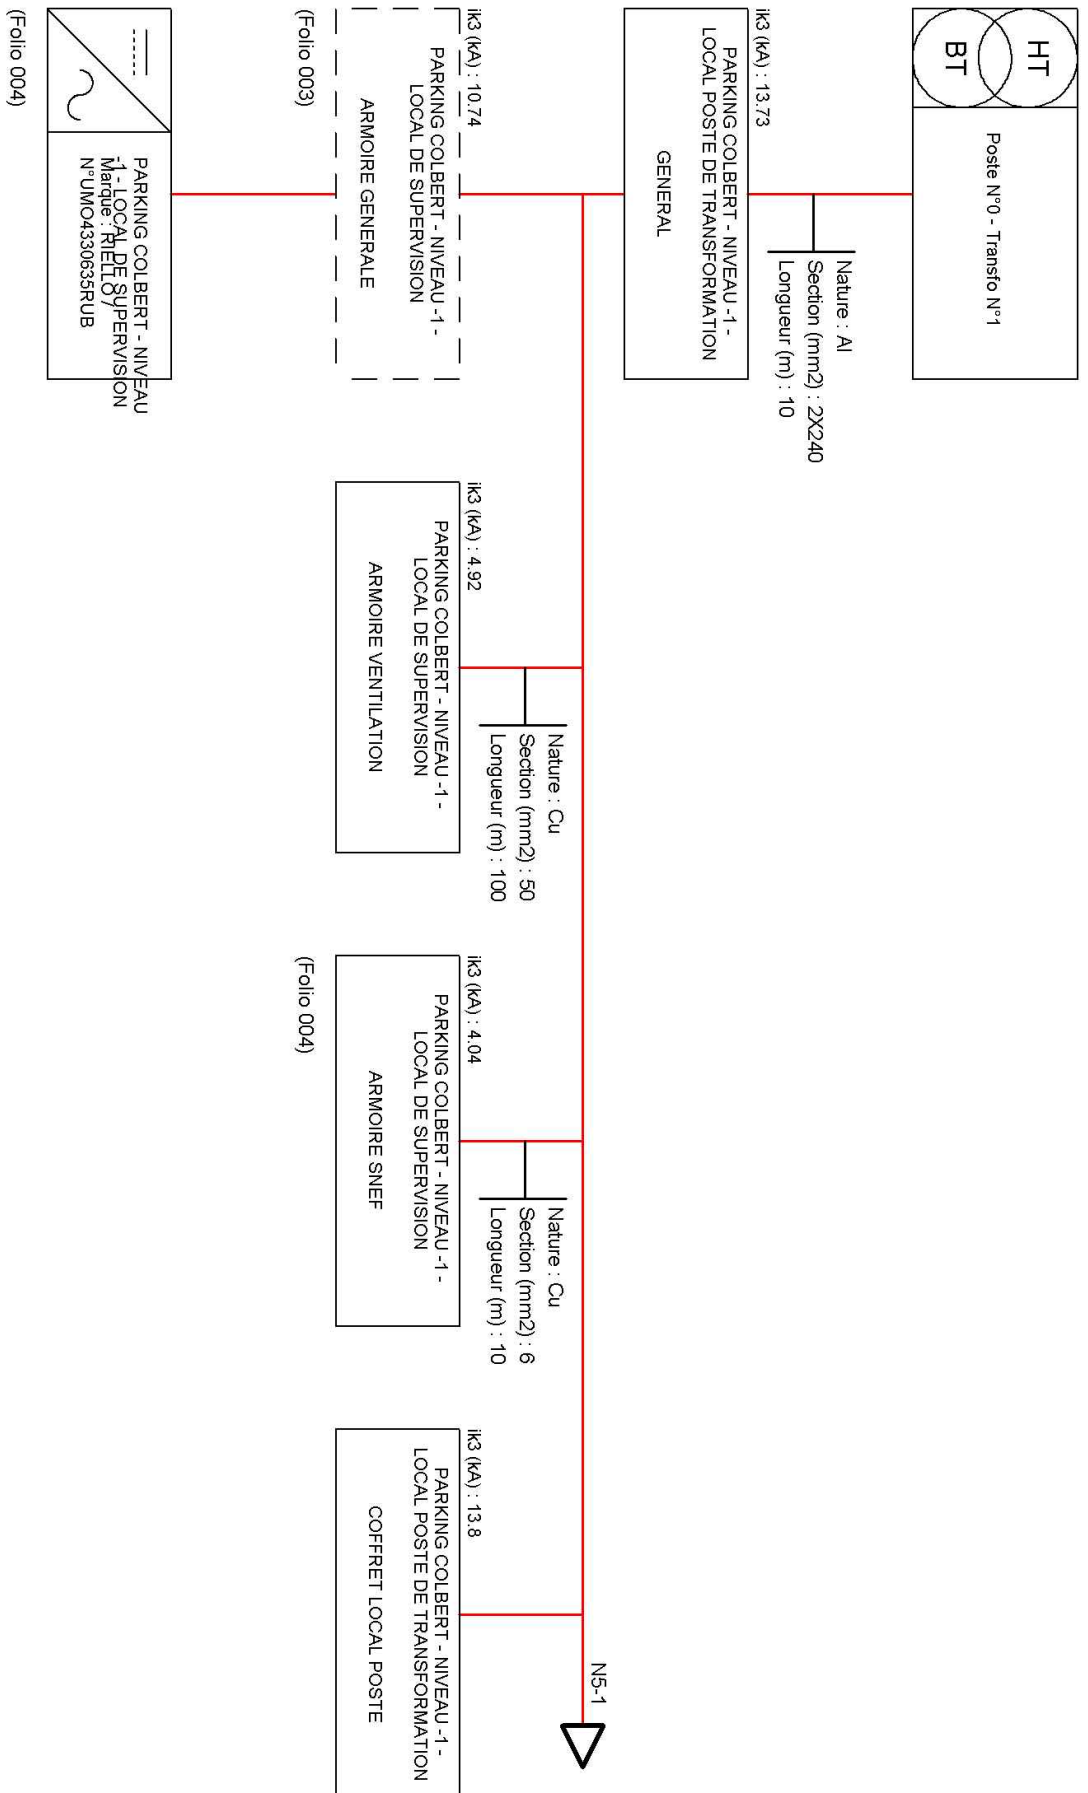 HT
BT
Poste N°0 - Transfo N°1
Nature : Al
Section (mm2) : 2X240
Longueur (m) : 10
ik3 (kA) : 13.73
PARKING COLBERT - NIVEAU -1 -
LOCAL POSTE DE TRANSFORMATION
GENERAL
N5-1
ik3 (kA) : 10.74
PARKING COLBERT - NIVEAU -1 -
LOCAL DE SUPERVISION
ARMOIRE GENERALE
(Folio 003)
Nature : Cu
Section (mm2) : 50
Longueur (m) : 100
ik3 (kA) : 4.92
PARKING COLBERT - NIVEAU -1 -
LOCAL DE SUPERVISION
ARMOIRE VENTILATION
Nature : Cu
Section (mm2) : 6
Longueur (m) : 10
ik3 (kA) : 4.04
PARKING COLBERT - NIVEAU -1 -
LOCAL DE SUPERVISION
ARMOIRE SNEF
(Folio 004)
ik3 (kA) : 13.8
PARKING COLBERT - NIVEAU -1 -
LOCAL POSTE DE TRANSFORMATION
COFFRET LOCAL POSTE
PARKING COLBERT - NIVEAU
-1 - LOCAL DE SUPERVISION
Marque : RIELLO /
N°UMO4330635RUB
(Folio 004)